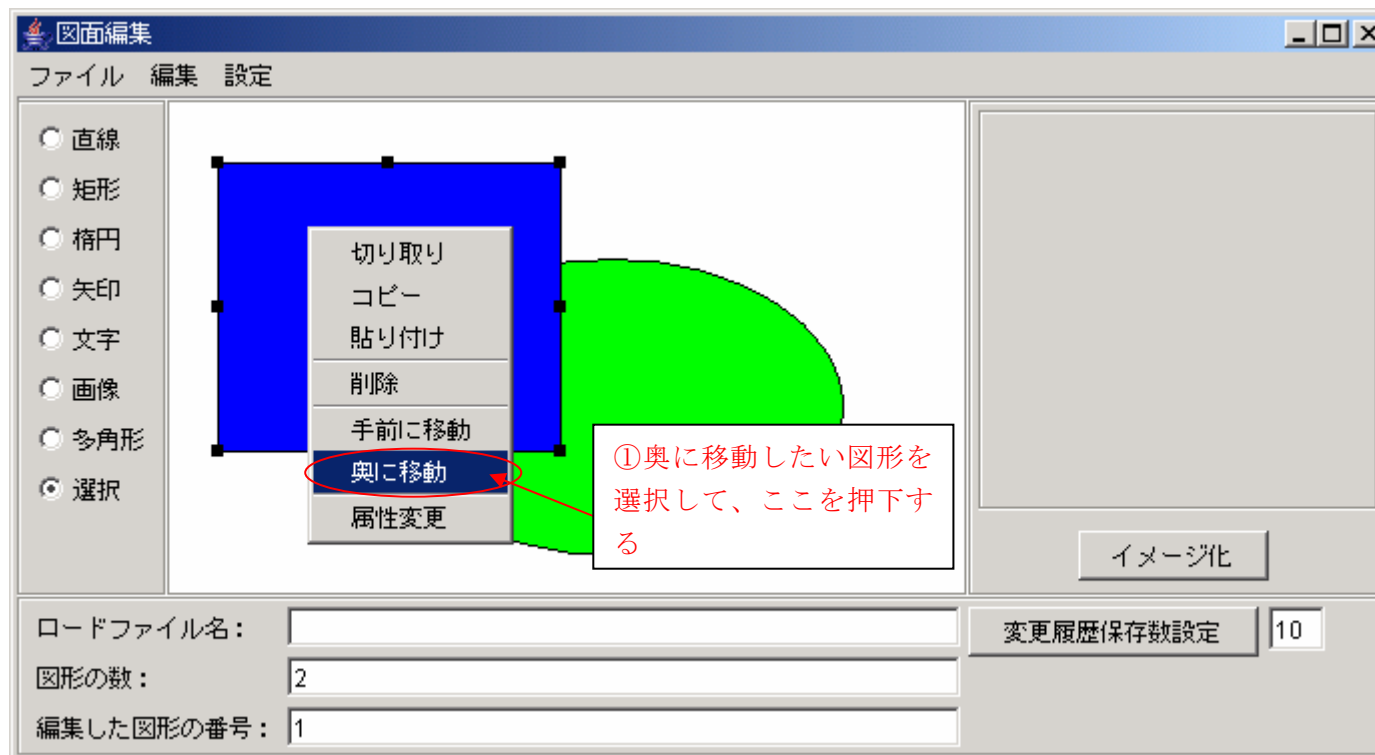 図面編集
ファイル 編集 設定
直線
矩形
楕円
矢印
文字
画像
多角形
選択
切り取り
コピー
貼り付け
削除
手前に移動
奥に移動
属性変更
①奥に移動したい図形を
選択して、ここを押下す
る
イメージ化
ロードファイル名：
変更履歴保存数設定 10
図形の数： 2
編集した図形の番号： 1